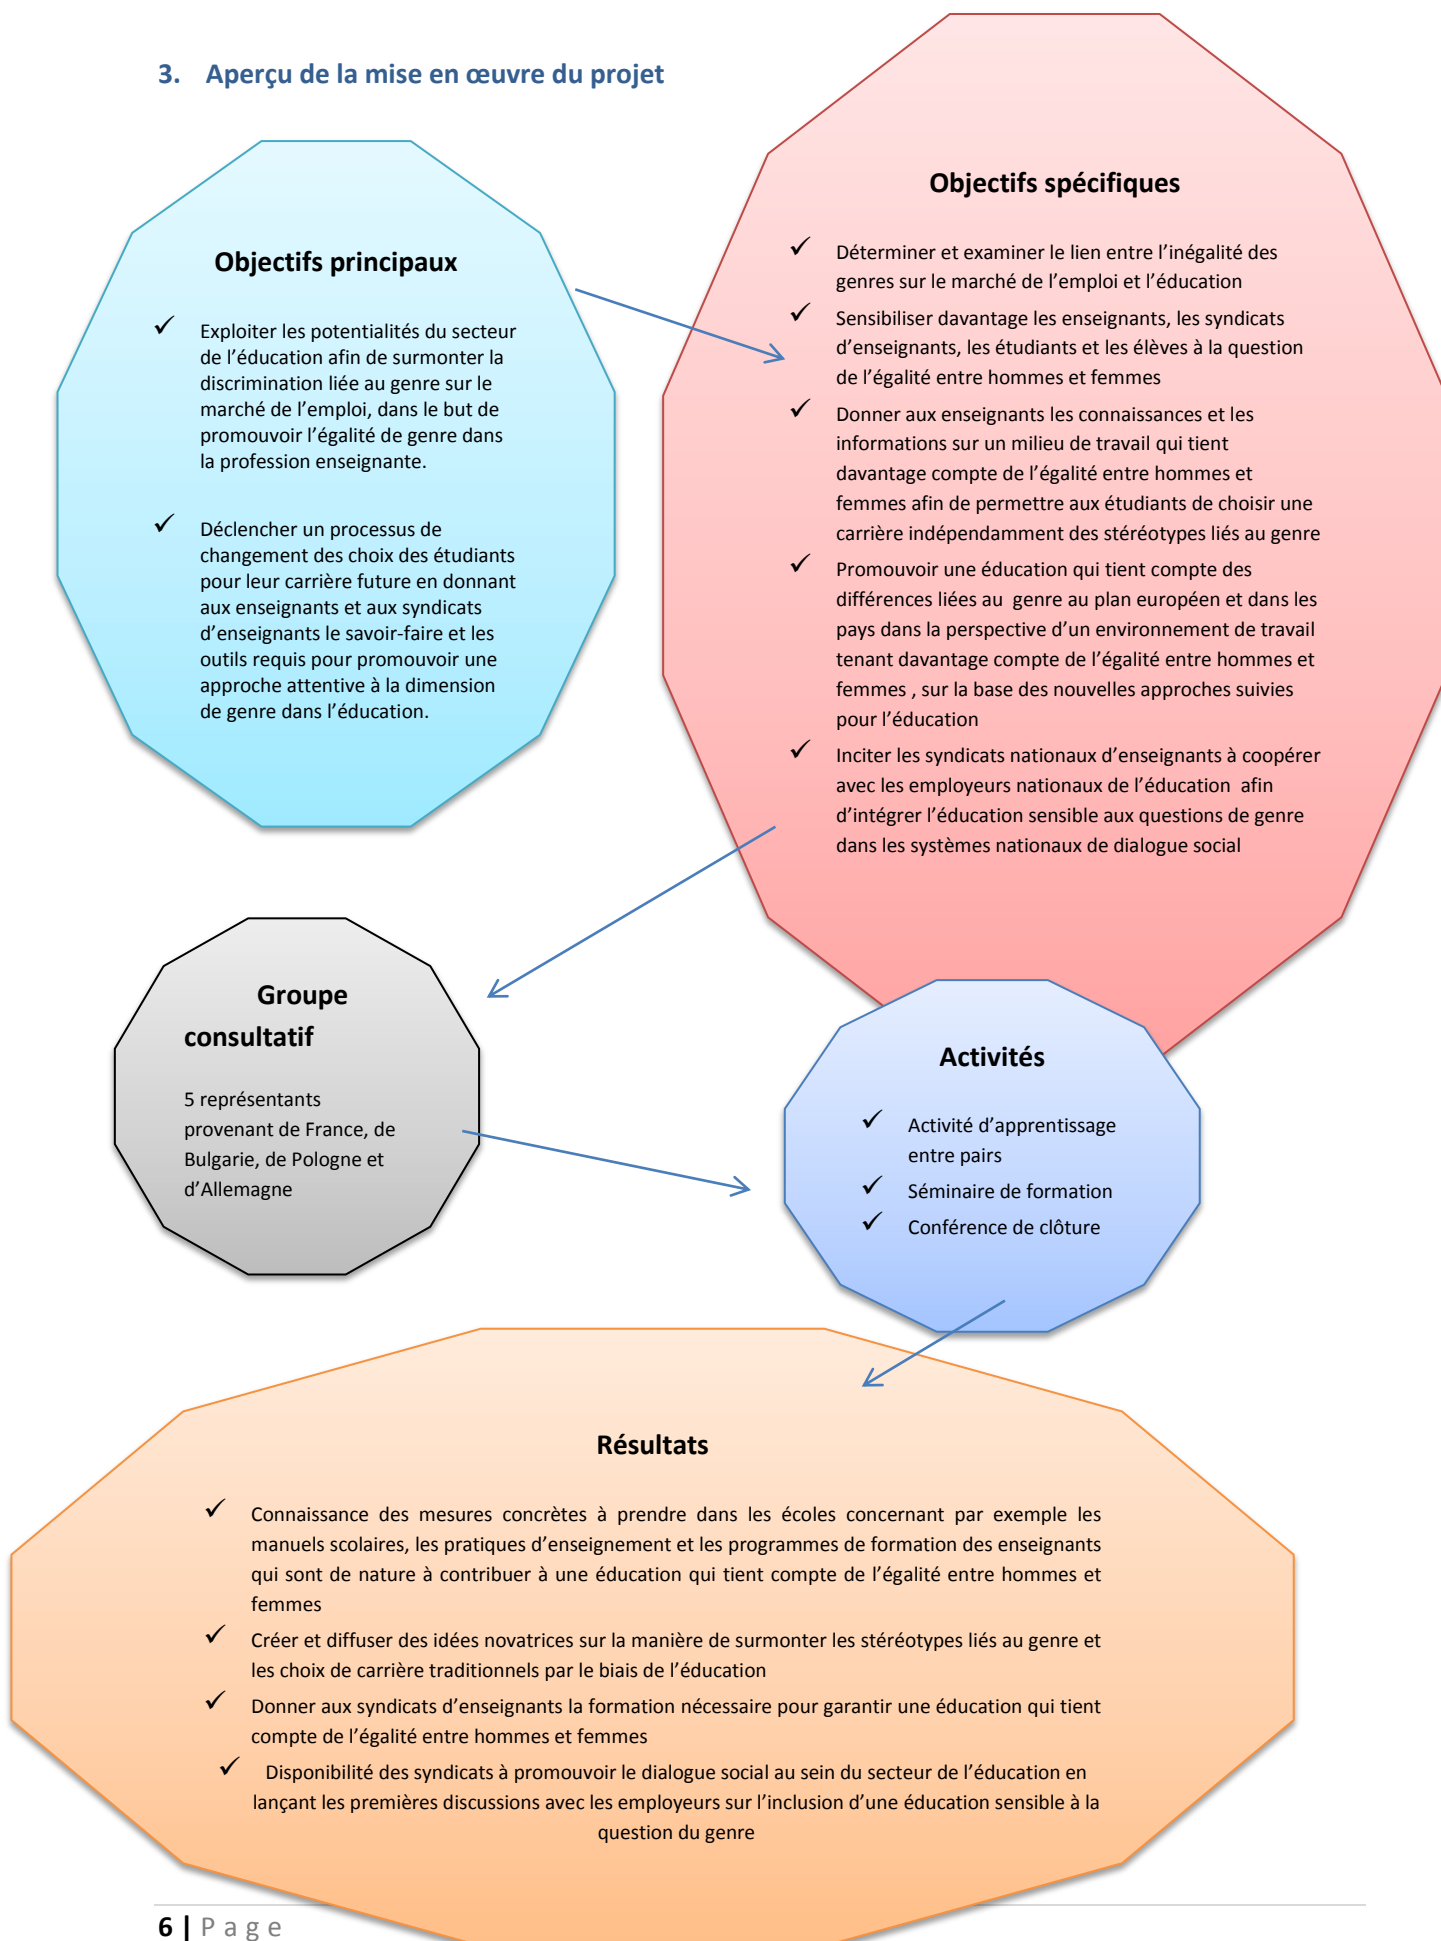 3. Aperçu de la mise en œuvre du projet
Objectifs principaux
✓ Exploiter les potentialités du secteur
de l’éducation afin de surmonter la
discrimination liée au genre sur le
marché de l’emploi, dans le but de
promouvoir l’égalité de genre dans
la profession enseignante.
✓ Déclencher un processus de
changement des choix des étudiants
pour leur carrière future en donnant
aux enseignants et aux syndicats
d’enseignants le savoir-faire et les
outils requis pour promouvoir une
approche attentive à la dimension
de genre dans l’éducation.
Objectifs spécifiques
✓ Déterminer et examiner le lien entre l’inégalité des
genres sur le marché de l’emploi et l’éducation
✓ Sensibiliser davantage les enseignants, les syndicats
d’enseignants, les étudiants et les élèves à la question
de l’égalité entre hommes et femmes
✓ Donner aux enseignants les connaissances et les
informations sur un milieu de travail qui tient
davantage compte de l’égalité entre hommes et
femmes afin de permettre aux étudiants de choisir une
carrière indépendamment des stéréotypes liés au genre
✓ Promouvoir une éducation qui tient compte des
différences liées au genre au plan européen et dans les
pays dans la perspective d’un environnement de travail
tenant davantage compte de l’égalité entre hommes et
femmes , sur la base des nouvelles approches suivies
pour l’éducation
✓ Inciter les syndicats nationaux d’enseignants à coopérer
avec les employeurs nationaux de l’éducation afin
d’intégrer l’éducation sensible aux questions de genre
dans les systèmes nationaux de dialogue social
Groupe
consultatif
5 représentants
provenant de France, de
Bulgarie, de Pologne et
d’Allemagne
Activités
✓ Activité d’apprentissage
entre pairs
✓ Séminaire de formation
✓ Conférence de clôture
Résultats
✓ Connaissance des mesures concrètes à prendre dans les écoles concernant par exemple les
manuels scolaires, les pratiques d’enseignement et les programmes de formation des enseignants
qui sont de nature à contribuer à une éducation qui tient compte de l’égalité entre hommes et
femmes
✓ Créer et diffuser des idées novatrices sur la manière de surmonter les stéréotypes liés au genre et
les choix de carrière traditionnels par le biais de l’éducation
✓ Donner aux syndicats d’enseignants la formation nécessaire pour garantir une éducation qui tient
compte de l’égalité entre hommes et femmes
✓ Disponibilité des syndicats à promouvoir le dialogue social au sein du secteur de l’éducation en
lançant les premières discussions avec les employeurs sur l’inclusion d’une éducation sensible à la
question du genre
6 | Page